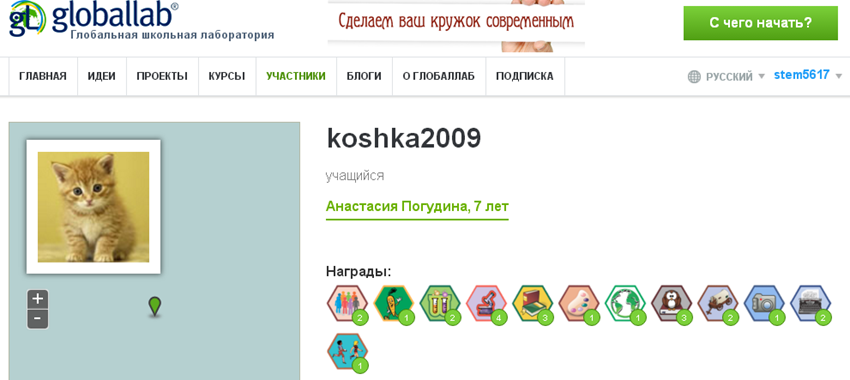 globallab®
Глобальная школьная лаборатория
Сделаем ваш кружок современным
С чего начать?
ГЛАВНАЯ ИДЕИ ПРОЕКТЫ КУРСЫ УЧАСТНИКИ БЛОГИ О ГЛОБАЛЛАБ ПОДПИСКА РУССКИЙ stem5617
koshka2009
учащийся
Анастасия Погудина, 7 лет
Награды:
+
-
2 1 2 4 3 1 1 3 2 1 2
1